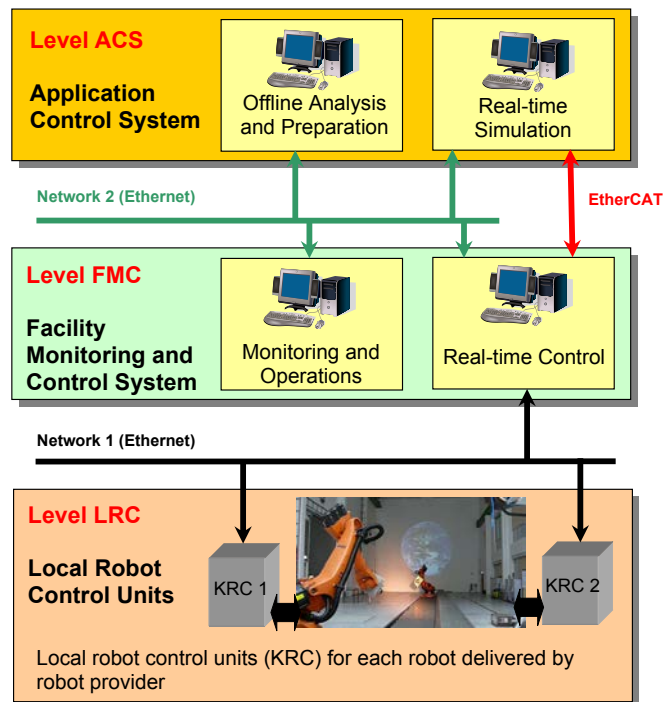 Level ACS
Application
Control System
Offline Analysis
and Preparation
Real-time
Simulation
Network 2 (Ethernet)
EtherCAT
Level FMC
Facility
Monitoring and
Control System
Monitoring and
Operations
Real-time Control
Network 1 (Ethernet)
Level LRC
Local Robot
Control Units
KRC 1
KRC 2
Local robot control units (KRC) for each robot delivered by
robot provider